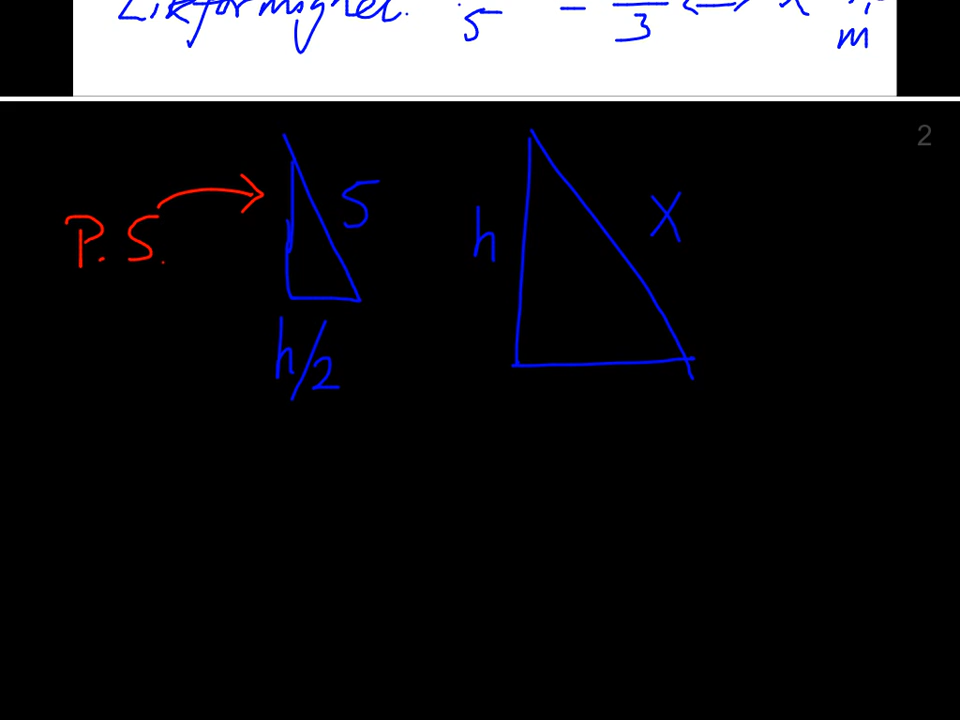 Likformighet: 5 = 3 ⟺ x
m
2
P.S. 5 h x
h/2